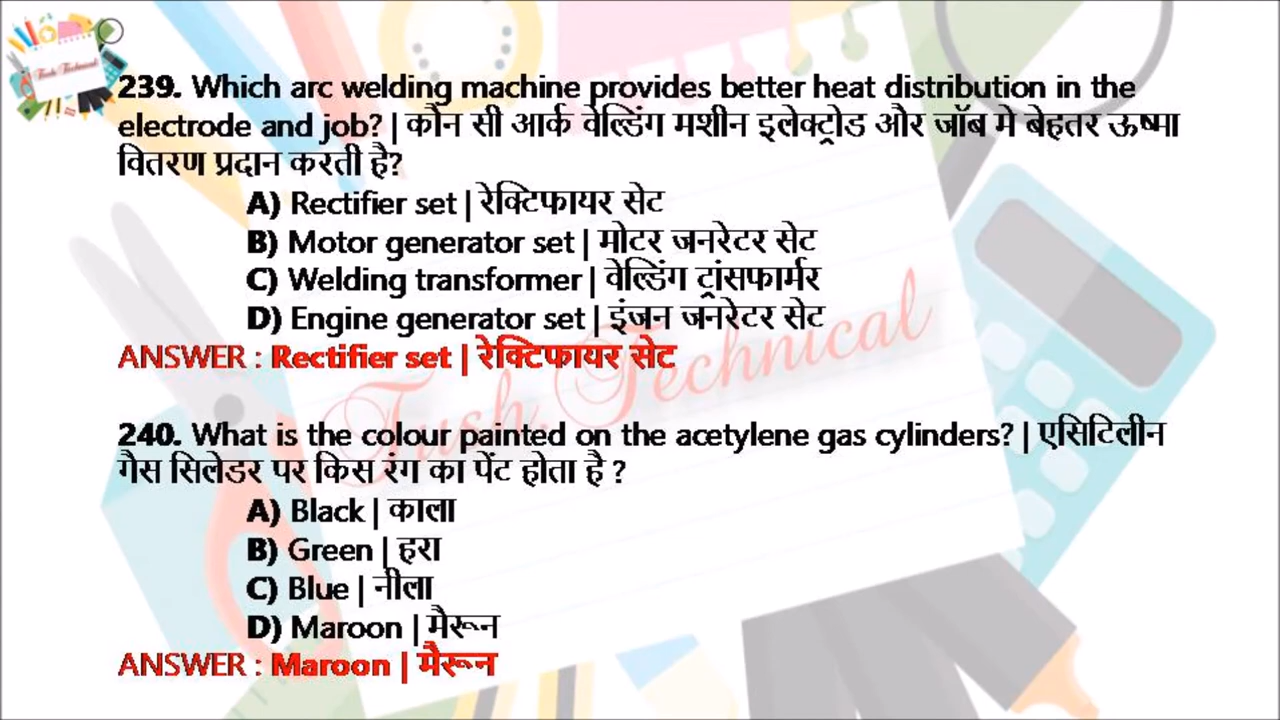 Tush Technical
239. Which arc welding machine provides better heat distribution in the
electrode and job? | कौन सी आर्क वेल्डिंग मशीन इलेक्ट्रोड और जॉब मे बेहतर ऊष्मा
वितरण प्रदान करती है?
A) Rectifier set | रेक्टिफायर सेट
B) Motor generator set | मोटर जनरेटर सेट
C) Welding transformer | वेल्डिंग ट्रांसफार्मर
D) Engine generator set | इंजन जनरेटर सेट
ANSWER : Rectifier set | रेक्टिफायर सेट
Tush Technical
240. What is the colour painted on the acetylene gas cylinders? | एसिटिलीन
गैस सिलेडर पर किस रंग का पेंट होता है ?
A) Black | काला
B) Green | हरा
C) Blue | नीला
D) Maroon | मैरून
ANSWER : Maroon | मैरून